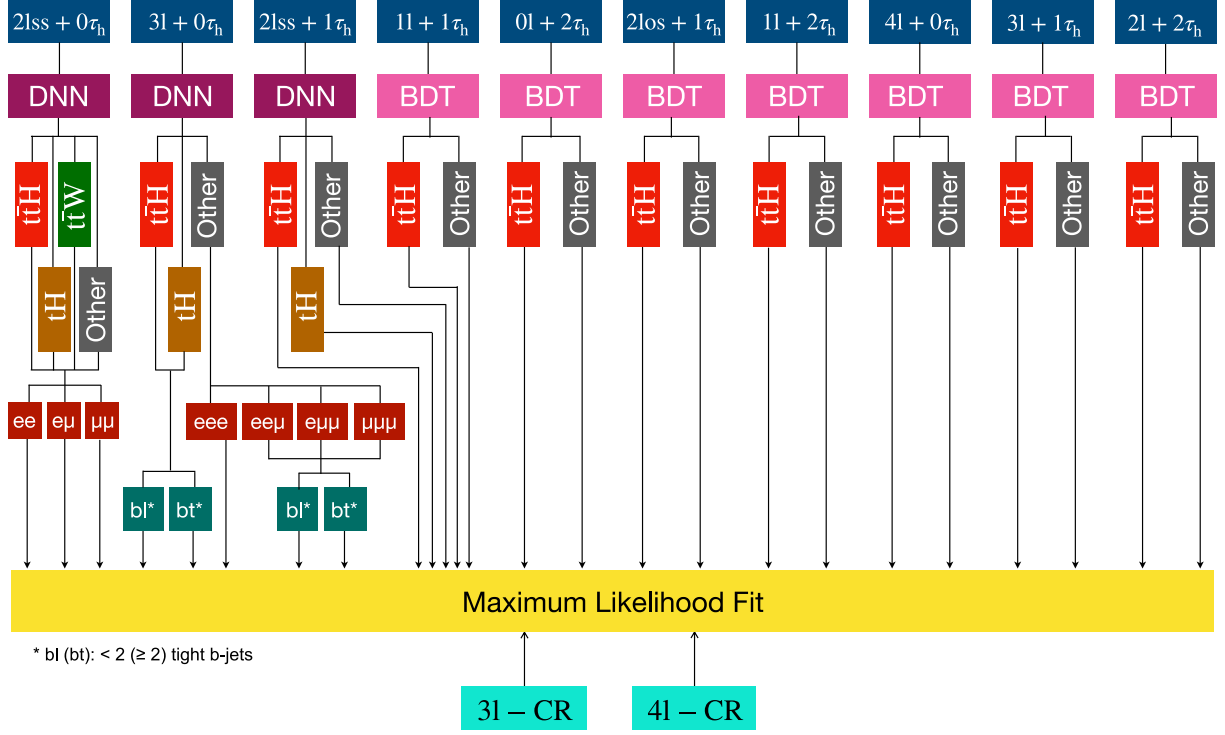 2lss + 0τh 3l + 0τh 2lss + 1τh 1l + 1τh 0l + 2τh 2los + 1τh 1l + 2τh 4l + 0τh 3l + 1τh 2l + 2τh
DNN DNN DNN BDT BDT BDT BDT BDT BDT BDT
tt̄H tt̄W tt̄H Other tt̄H Other tt̄H Other tt̄H Other tt̄H Other tt̄H Other tt̄H Other tt̄H Other tt̄H Other
tH Other tH tH
ee eμ μμ eee eeμ eμμ μμμ
bl* bt* bl* bt*
Maximum Likelihood Fit
* bl (bt): < 2 (≥ 2) tight b-jets
3l – CR 4l – CR